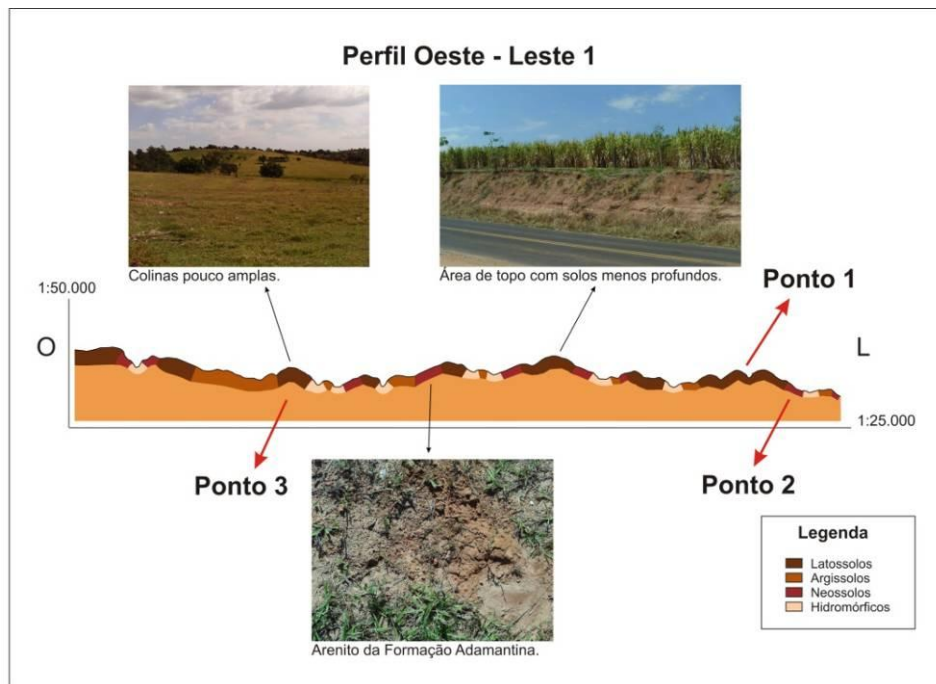 Perfil Oeste - Leste 1
Colinas pouco amplas.
Área de topo com solos menos profundos.
1:50.000
Ponto 1
O
L
1:25.000
Ponto 3
Ponto 2
Legenda
Latossolos
Argissolos
Neossolos
Hidromórficos
Arenito da Formação Adamantina.